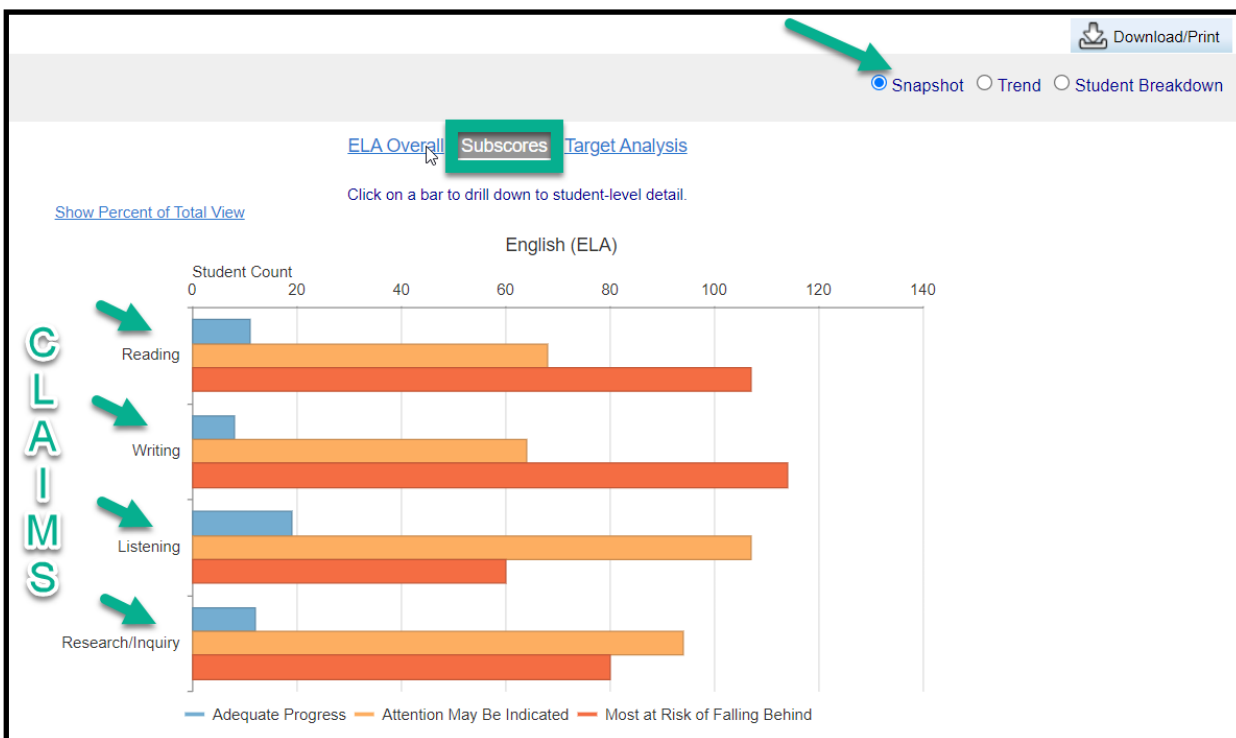 Download/Print
Snapshot Trend Student Breakdown
ELA Overall Subscores Target Analysis
Click on a bar to drill down to student-level detail.
Show Percent of Total View
English (ELA)
Student Count
0 20 40 60 80 100 120 140
CLAIMS
Reading
Writing
Listening
Research/Inquiry
Adequate Progress Attention May Be Indicated Most at Risk of Falling Behind